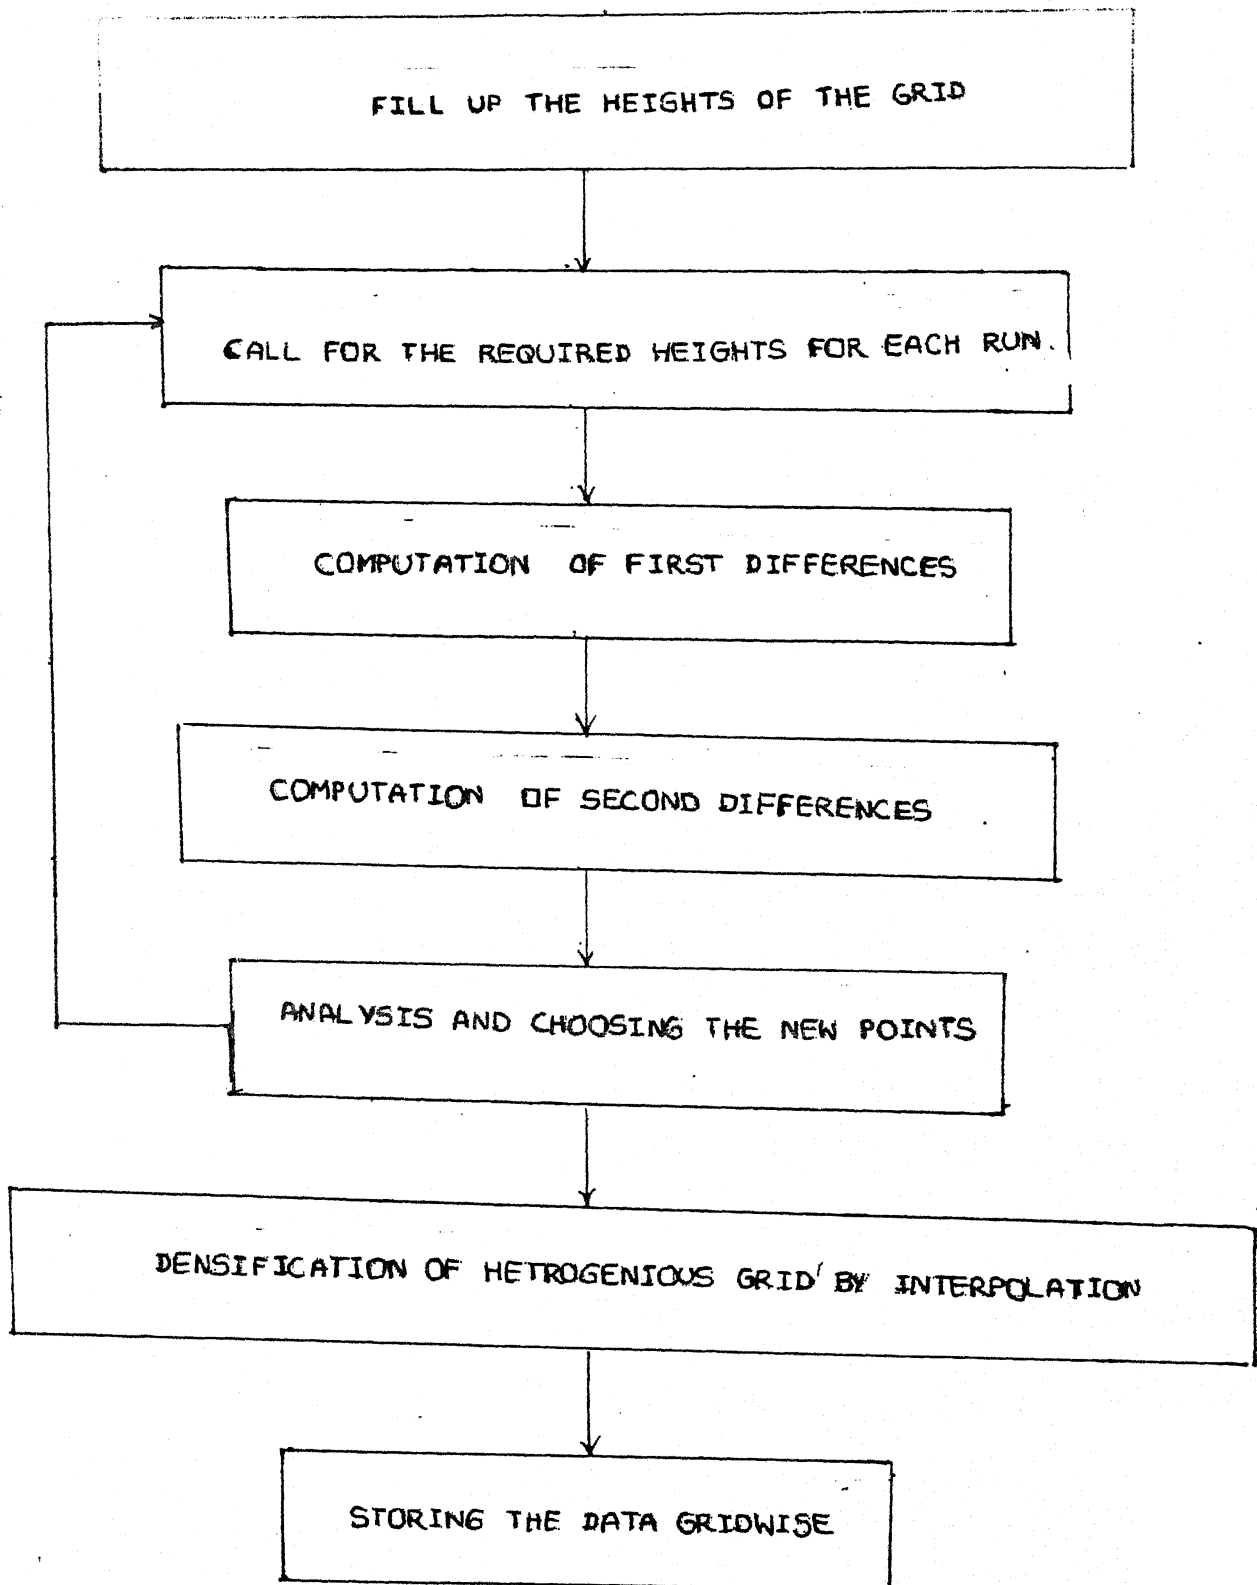 FILL UP THE HEIGHTS OF THE GRID
CALL FOR THE REQUIRED HEIGHTS FOR EACH RUN.
COMPUTATION OF FIRST DIFFERENCES
COMPUTATION OF SECOND DIFFERENCES
ANALYSIS AND CHOOSING THE NEW POINTS
DENSIFICATION OF HETROGENIOUS GRID BY INTERPOLATION
STORING THE DATA GRIDWISE